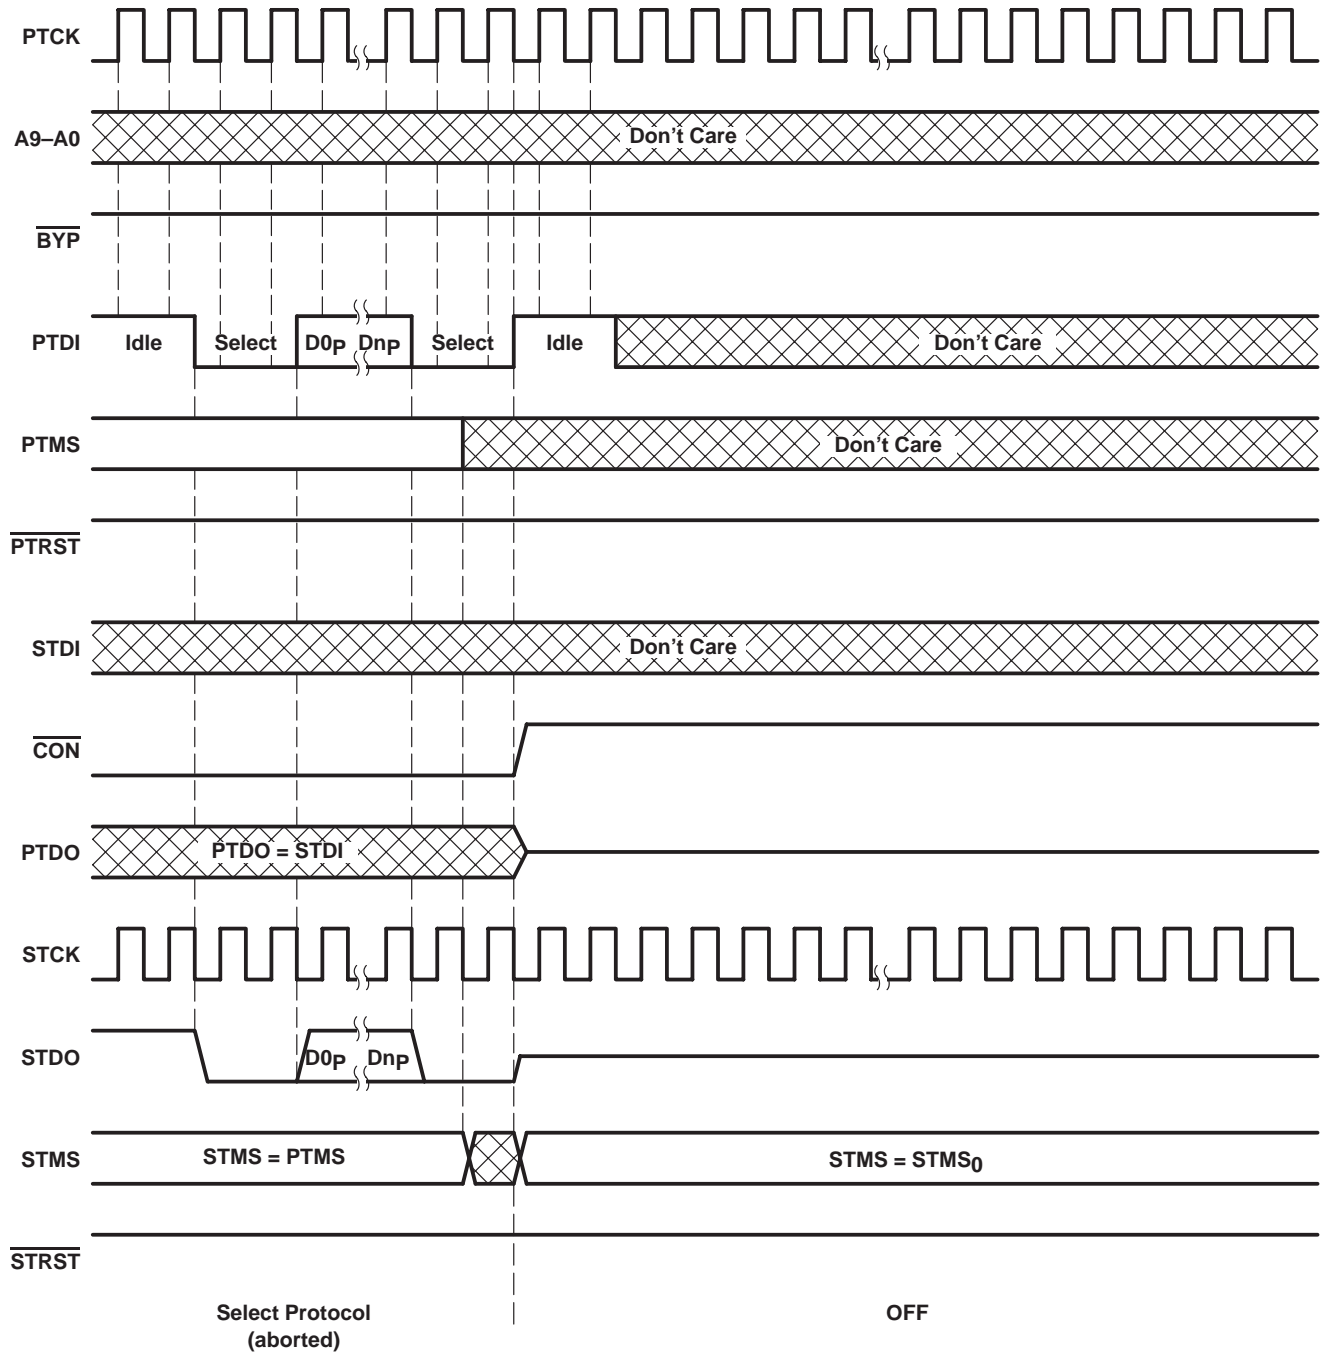 PTCK
A9–A0 Don't Care
BYP
PTDI Idle Select D0P DnP Select Idle Don't Care
PTMS Don't Care
PTRST
STDI Don't Care
CON
PTDO PTDO = STDI
STCK
STDO D0P DnP
STMS STMS = PTMS STMS = STMS0
STRST
Select Protocol OFF
(aborted)